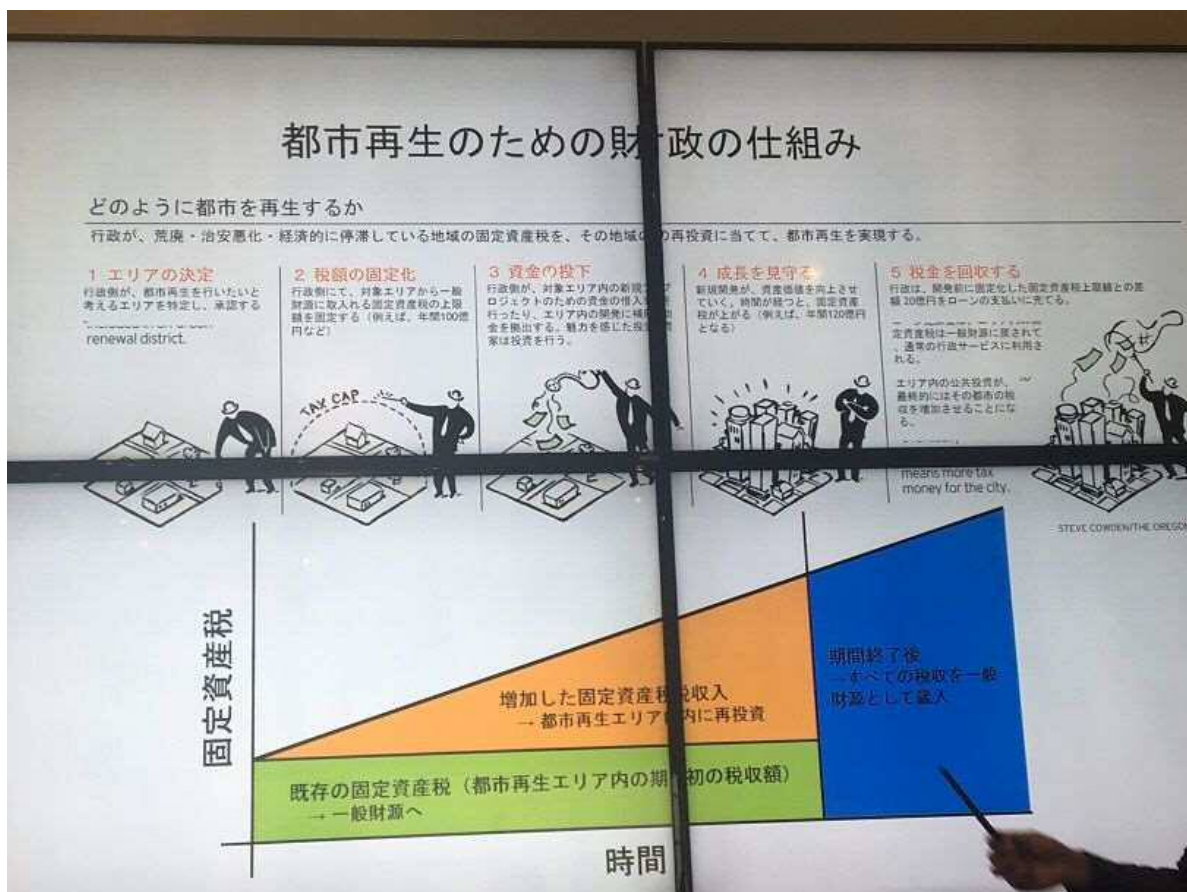 都市再生のための財政の仕組み
どのように都市を再生するか
行政が、荒廃・治安悪化・経済的に停滞している地域の固定資産税を、その地域の再投資に当てて、都市再生を実現する。
1 エリアの決定
行政側が、都市再生を行いたいと
考えるエリアを特定し、承認する
renewal district.
2 税額の固定化
行政側にて、対象エリアから一般
財源に取入れる固定資産税の上限
額を固定する（例えば、年間100億
円など）
TAX CAP
3 資金の投下
行政側が、対象エリア内の新規プ
ロジェクトのための資金の借入
行ったり、エリア内の開発に補
金を拠出する。魅力を感じた投
家は投資を行う。
4 成長を見守る
新規開発が、資産価値を向上させ
ていく、時間が経つと、固定資産
税が上がる（例えば、年間120億円
となる）
5 税金を回収する
行政は、開発前に固定化した固定資産税上限額との差
額 20億円をローンの支払いに充てる。
定資産税は一般財源に戻されて
、通常の行政サービスに利用さ
れる。
エリア内の公共投資が、
最終的にはその都市の税
収を増加させることにな
る。
means more tax
money for the city.
STEVE COWDEN/THE OREGON
固定資産税
増加した固定資産税税収入
→ 都市再生エリア内に再投資
期間終了後
→すべての税収を一般
財源として歳入
既存の固定資産税（都市再生エリア内の期初の税収額）
→ 一般財源へ
時間